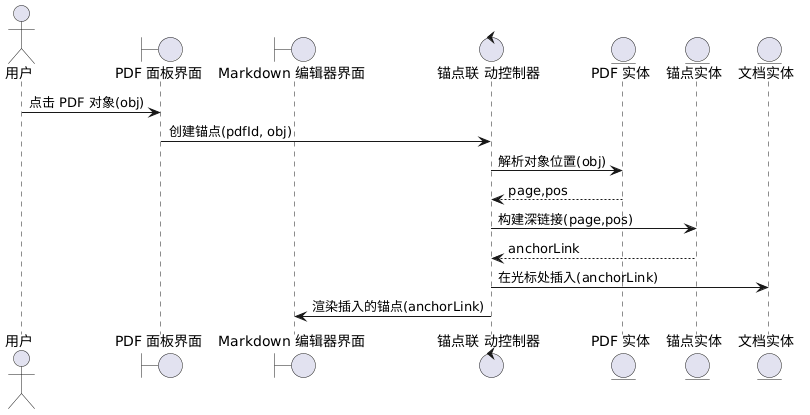 用户
PDF 面板界面
Markdown 编辑器界面
锚点联 动控制器
PDF 实体
锚点实体
文档实体
点击 PDF 对象(obj)
创建锚点(pdfId, obj)
解析对象位置(obj)
page,pos
构建深链接(page,pos)
anchorLink
在光标处插入(anchorLink)
渲染插入的锚点(anchorLink)
用户
PDF 面板界面
Markdown 编辑器界面
锚点联 动控制器
PDF 实体
锚点实体
文档实体